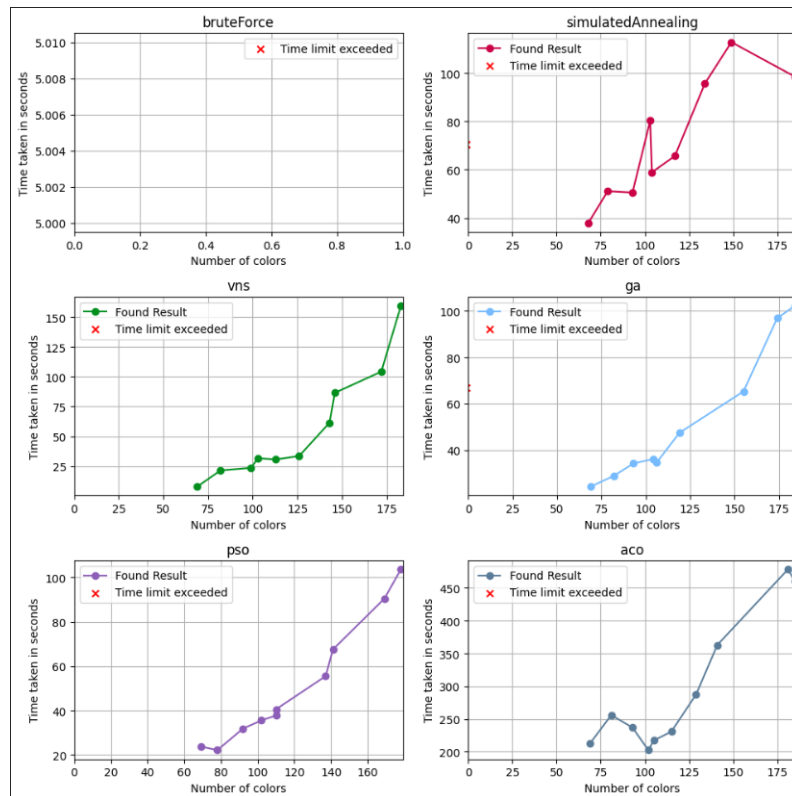 bruteForce
Time taken in seconds
5.010
5.008
5.006
5.004
5.002
5.000
Time limit exceeded
0.0 0.2 0.4 0.6 0.8 1.0
Number of colors
simulatedAnnealing
Time taken in seconds
100
80
60
40
Found Result
Time limit exceeded
0 25 50 75 100 125 150 175
Number of colors
vns
Time taken in seconds
150
125
100
75
50
25
Found Result
Time limit exceeded
0 25 50 75 100 125 150 175
Number of colors
ga
Time taken in seconds
100
80
60
40
Found Result
Time limit exceeded
0 25 50 75 100 125 150 175
Number of colors
pso
Time taken in seconds
100
80
60
40
20
Found Result
Time limit exceeded
0 20 40 60 80 100 120 140 160
Number of colors
aco
Time taken in seconds
450
400
350
300
250
200
Found Result
Time limit exceeded
0 25 50 75 100 125 150 175
Number of colors